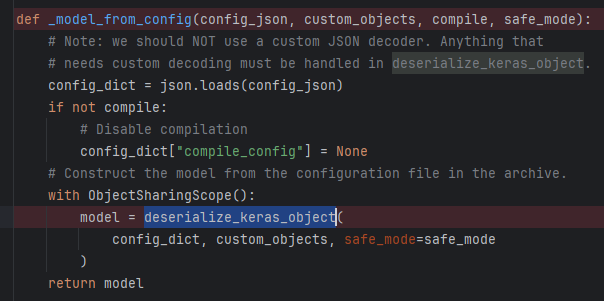 def _model_from_config(config_json, custom_objects, compile, safe_mode):
    # Note: we should NOT use a custom JSON decoder. Anything that
    # needs custom decoding must be handled in deserialize_keras_object.
    config_dict = json.loads(config_json)
    if not compile:
        # Disable compilation
        config_dict["compile_config"] = None
    # Construct the model from the configuration file in the archive.
    with ObjectSharingScope():
        model = deserialize_keras_object(
            config_dict, custom_objects, safe_mode=safe_mode
        )
    return model